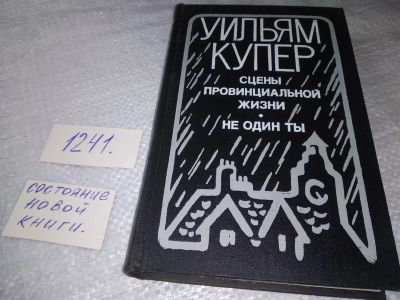 УИЛЬЯМ
КУПЕР
СЦЕНЫ
ПРОВИНЦИАЛЬНОЙ
ЖИЗНИ
•
НЕ ОДИН ТЫ
1241.
состояние
новой
книги.